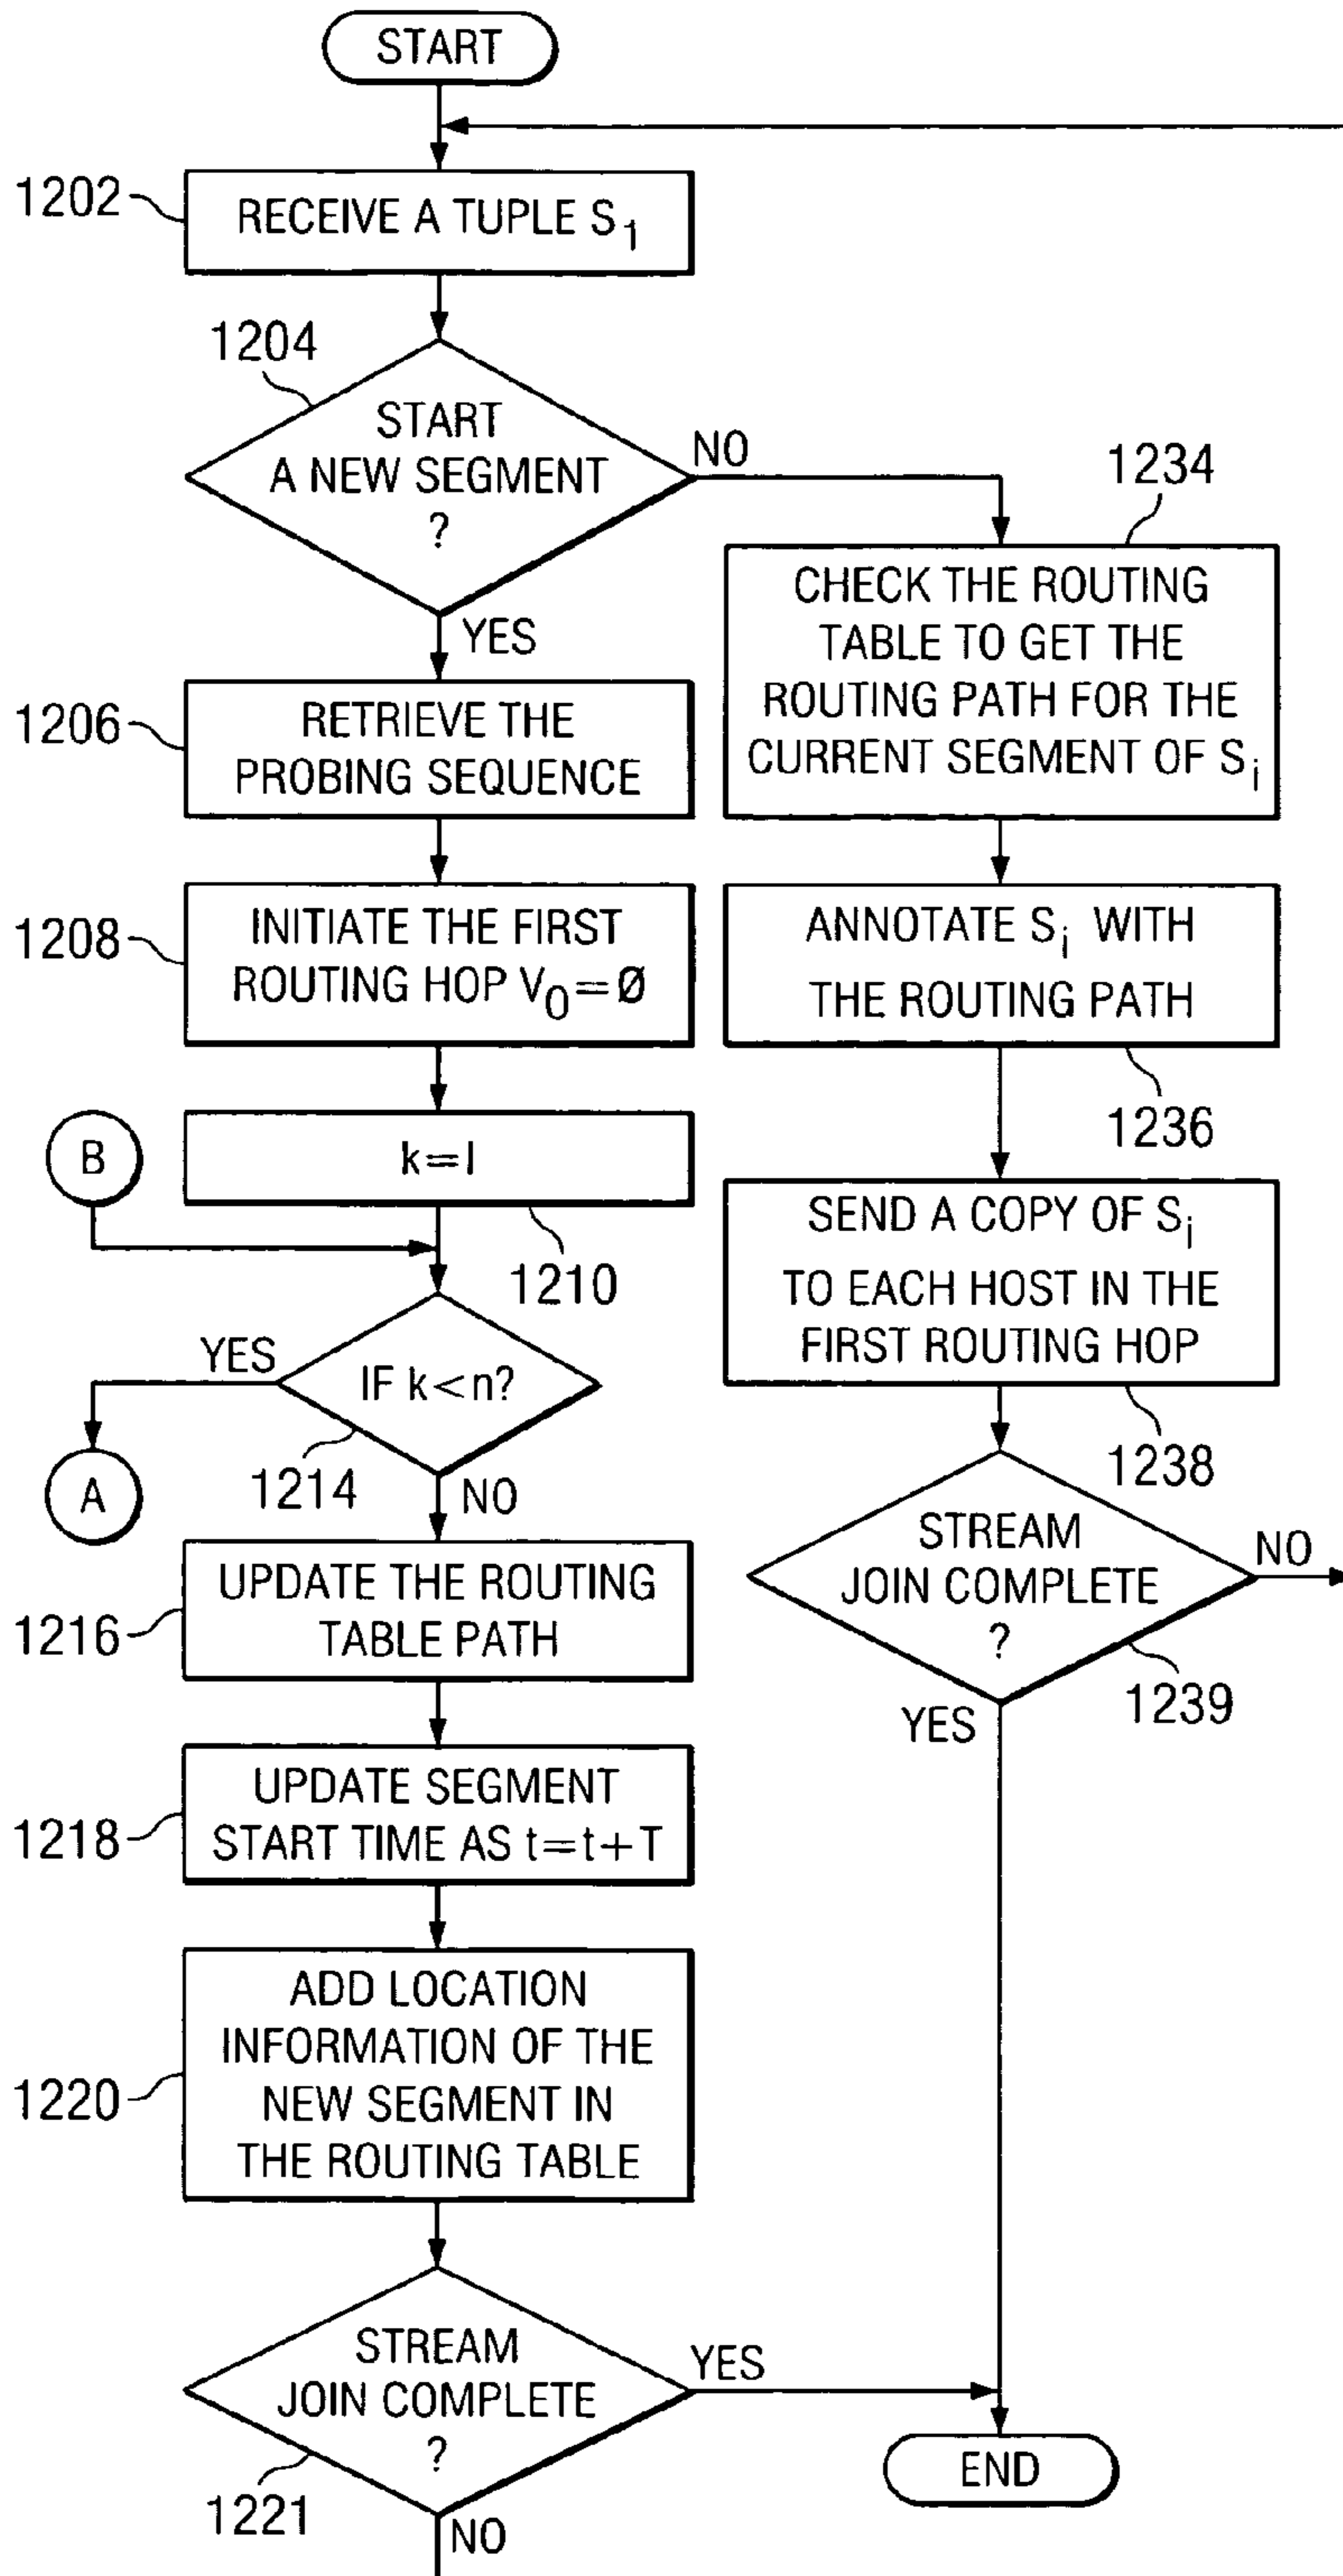 START
1202
RECEIVE A TUPLE S1
1204
START
A NEW SEGMENT
?
NO
YES
1234
CHECK THE ROUTING
TABLE TO GET THE
ROUTING PATH FOR THE
CURRENT SEGMENT OF Si
1206
RETRIEVE THE
PROBING SEQUENCE
1208
INITIATE THE FIRST
ROUTING HOP V0=Ø
ANNOTATE Si WITH
THE ROUTING PATH
1236
B
k=l
1210
SEND A COPY OF Si
TO EACH HOST IN THE
FIRST ROUTING HOP
1238
YES
IF k<n?
1214
A
NO
STREAM
JOIN COMPLETE
?
NO
1239
YES
1216
UPDATE THE ROUTING
TABLE PATH
1218
UPDATE SEGMENT
START TIME AS t=t+T
1220
ADD LOCATION
INFORMATION OF THE
NEW SEGMENT IN
THE ROUTING TABLE
STREAM
JOIN COMPLETE
?
YES
1221
NO
END